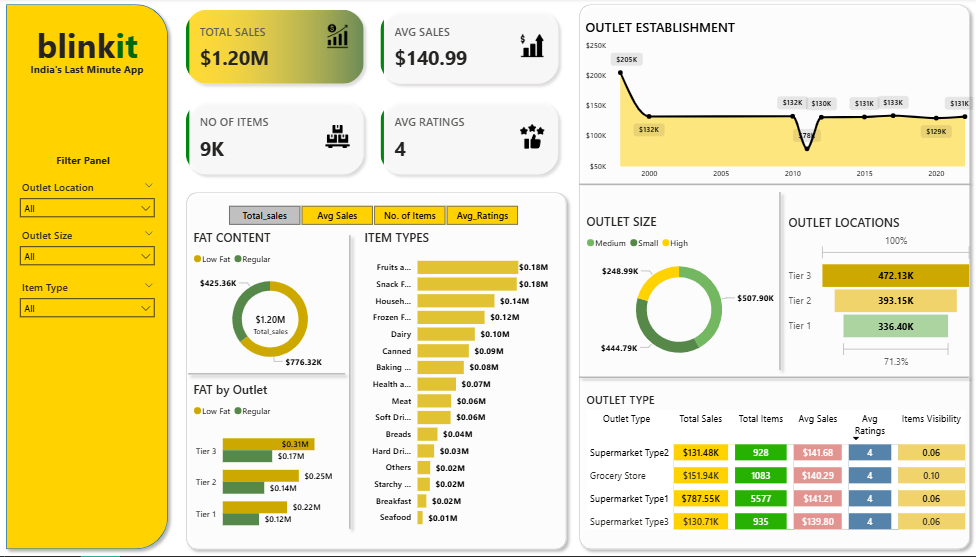 blinkit
India's Last Minute App
Filter Panel
Outlet Location
All
Outlet Size
All
Item Type
All
TOTAL SALES
$1.20M
AVG SALES
$140.99
NO OF ITEMS
9K
AVG RATINGS
4
Total_sales Avg Sales No. of Items Avg_Ratings
FAT CONTENT
Low Fat Regular
$425.36K
$1.20M
Total_sales
$776.32K
FAT by Outlet
Low Fat Regular
Tier 3 $0.31M
$0.17M
Tier 2 $0.25M
$0.14M
Tier 1 $0.22M
$0.12M
ITEM TYPES
Fruits a... $0.18M
Snack F... $0.18M
Househ... $0.14M
Frozen F... $0.12M
Dairy $0.10M
Canned $0.09M
Baking ... $0.08M
Health a... $0.07M
Meat $0.06M
Soft Dri... $0.06M
Breads $0.04M
Hard Dri... $0.03M
Others $0.02M
Starchy ... $0.02M
Breakfast $0.02M
Seafood $0.01M
OUTLET ESTABLISHMENT
$250K
$200K
$150K
$100K
$50K
$205K
$132K
$132K
$78K
$130K
$131K
$133K
$129K
$131K
2000 2005 2010 2015 2020
OUTLET SIZE
Medium Small High
$248.99K
$507.90K
$444.79K
OUTLET LOCATIONS
100%
Tier 3 472.13K
Tier 2 393.15K
Tier 1 336.40K
71.3%
OUTLET TYPE
Outlet Type Total Sales Total Items Avg Sales Avg Ratings Items Visibility
Supermarket Type2 $131.48K 928 $141.68 4 0.06
Grocery Store $151.94K 1083 $140.29 4 0.10
Supermarket Type1 $787.55K 5577 $141.21 4 0.06
Supermarket Type3 $130.71K 935 $139.80 4 0.06